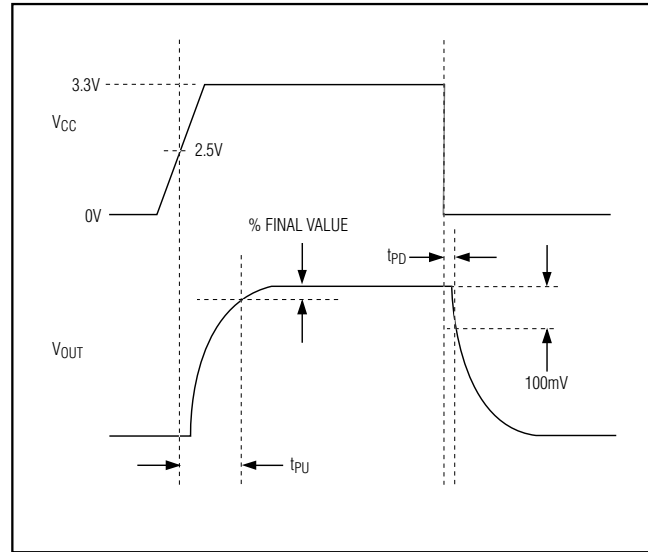 3.3V
VCC
2.5V
0V
% FINAL VALUE
tPD
VOUT
100mV
tPU